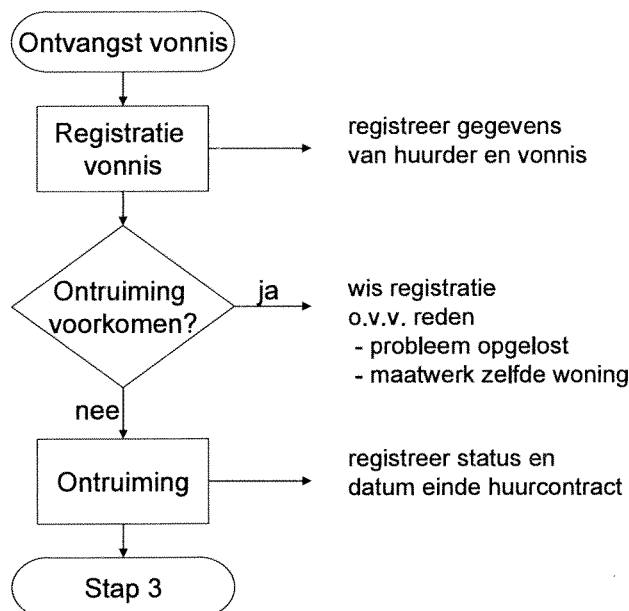 Ontvangst vonnis
Registratie
vonnis
registreer gegevens
van huurder en vonnis
Ontruiming
voorkomen?
ja
wis registratie
o.v.v. reden
- probleem opgelost
- maatwerk zelfde woning
nee
Ontruiming
registreer status en
datum einde huurcontract
Stap 3